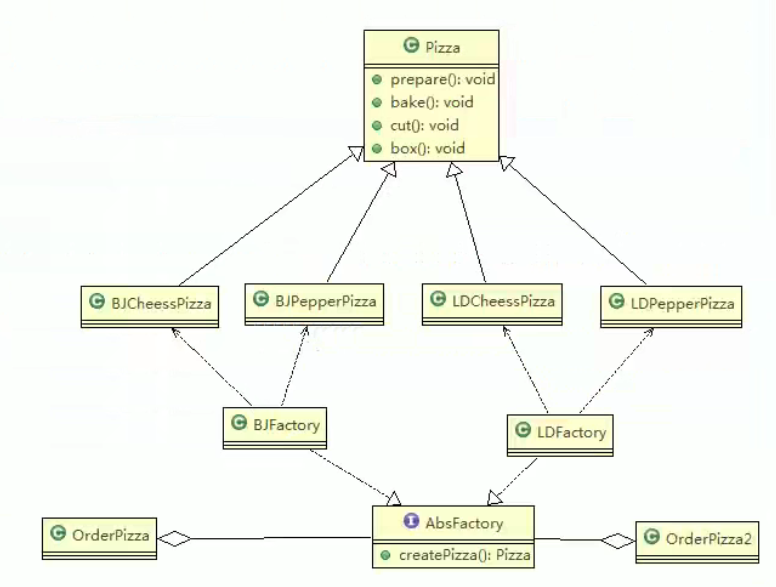 C Pizza
prepare(): void
bake(): void
cut(): void
box(): void
C BJCheessPizza
C BJPepperPizza
C LDCheessPizza
C LDPepperPizza
C BJFactory
C LDFactory
C OrderPizza
I AbsFactory
createPizza(): Pizza
C OrderPizza2